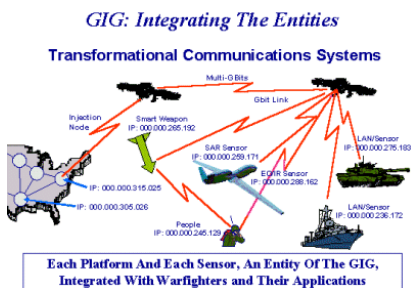 GIG: Integrating The Entities
Transformational Communications Systems
Multi-GBits
Gbit Link
Injection
Node
Smart Weapon
IP: 000.000.265.192
LAN/Sensor
IP: 000.000.275.183
SAR Sensor
IP: 000.000.259.171
EO/IR Sensor
IP: 000.000.288.162
IP: 000.000.315.025
IP: 000.000.305.026
People
IP: 000.000.245.129
LAN/Sensor
IP: 000.000.236.172
Each Platform And Each Sensor, An Entity Of The GIG,
Integrated With Warfighters and Their Applications